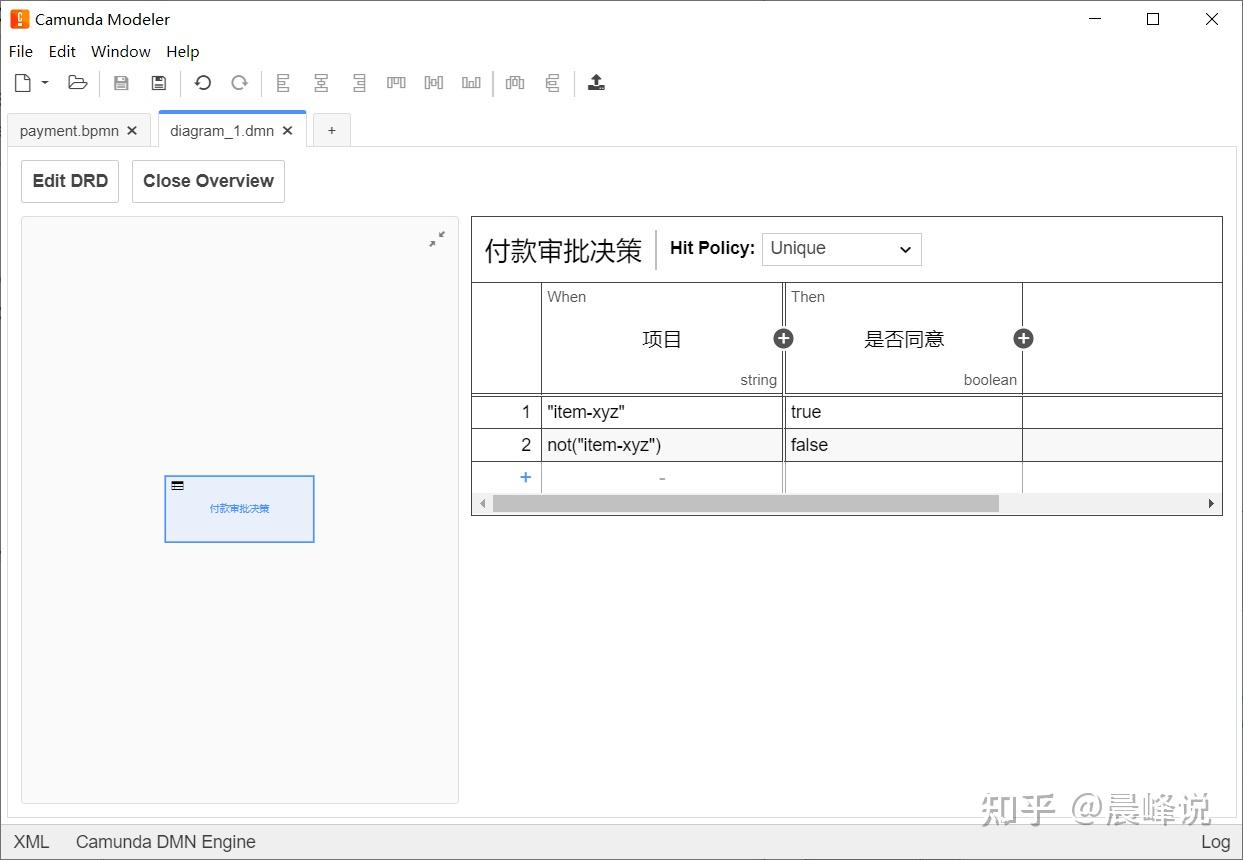 Camunda Modeler
File Edit Window Help
payment.bpmn × diagram_1.dmn × +
Edit DRD Close Overview
付款审批决策 Hit Policy: Unique
When Then
项目 是否同意
string boolean
1 "item-xyz" true
2 not("item-xyz") false
+ -
付款审批决策
知乎 @晨峰说
XML Camunda DMN Engine Log